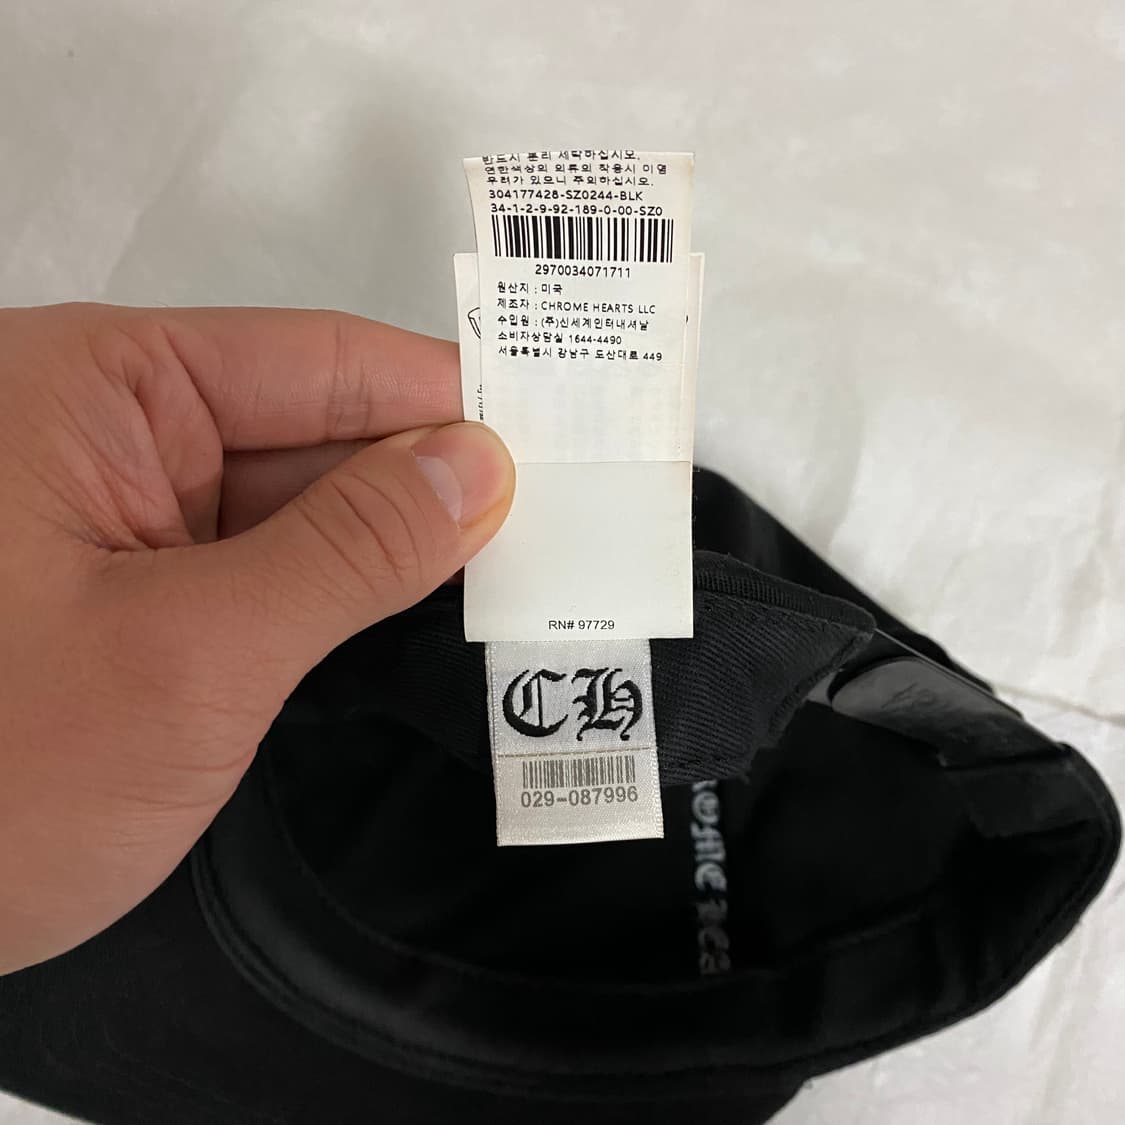 반드시 분리 세탁하십시오.
연한색상의 의류의 착용시 이염
우려가 있으니 주의하십시오.
304177428-SZ0244-BLK
34-1-2-9-92-189-0-00-SZ0
2970034071711
원산지 : 미국
제조자 : CHROME HEARTS LLC
수입원 : (주)신세계인터내셔날
소비자상담실 1644-4490
서울특별시 강남구 도산대로 449
RN# 97729
CH
029-087996